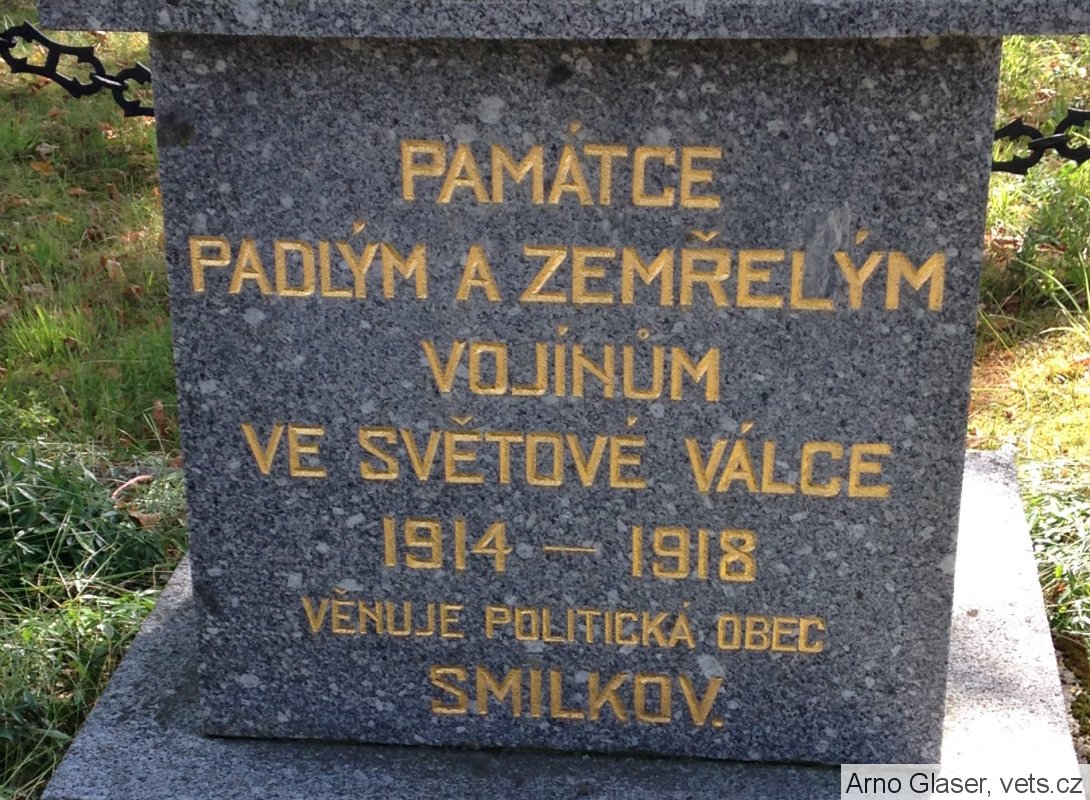 PAMÁTCE
PADLÝM A ZEMŘELÝM
VOJÍNŮM
VE SVĚTOVÉ VÁLCE
1914 — 1918
VĚNUJE POLITICKÁ OBEC
SMILKOV.
Arno Glaser, vets.cz